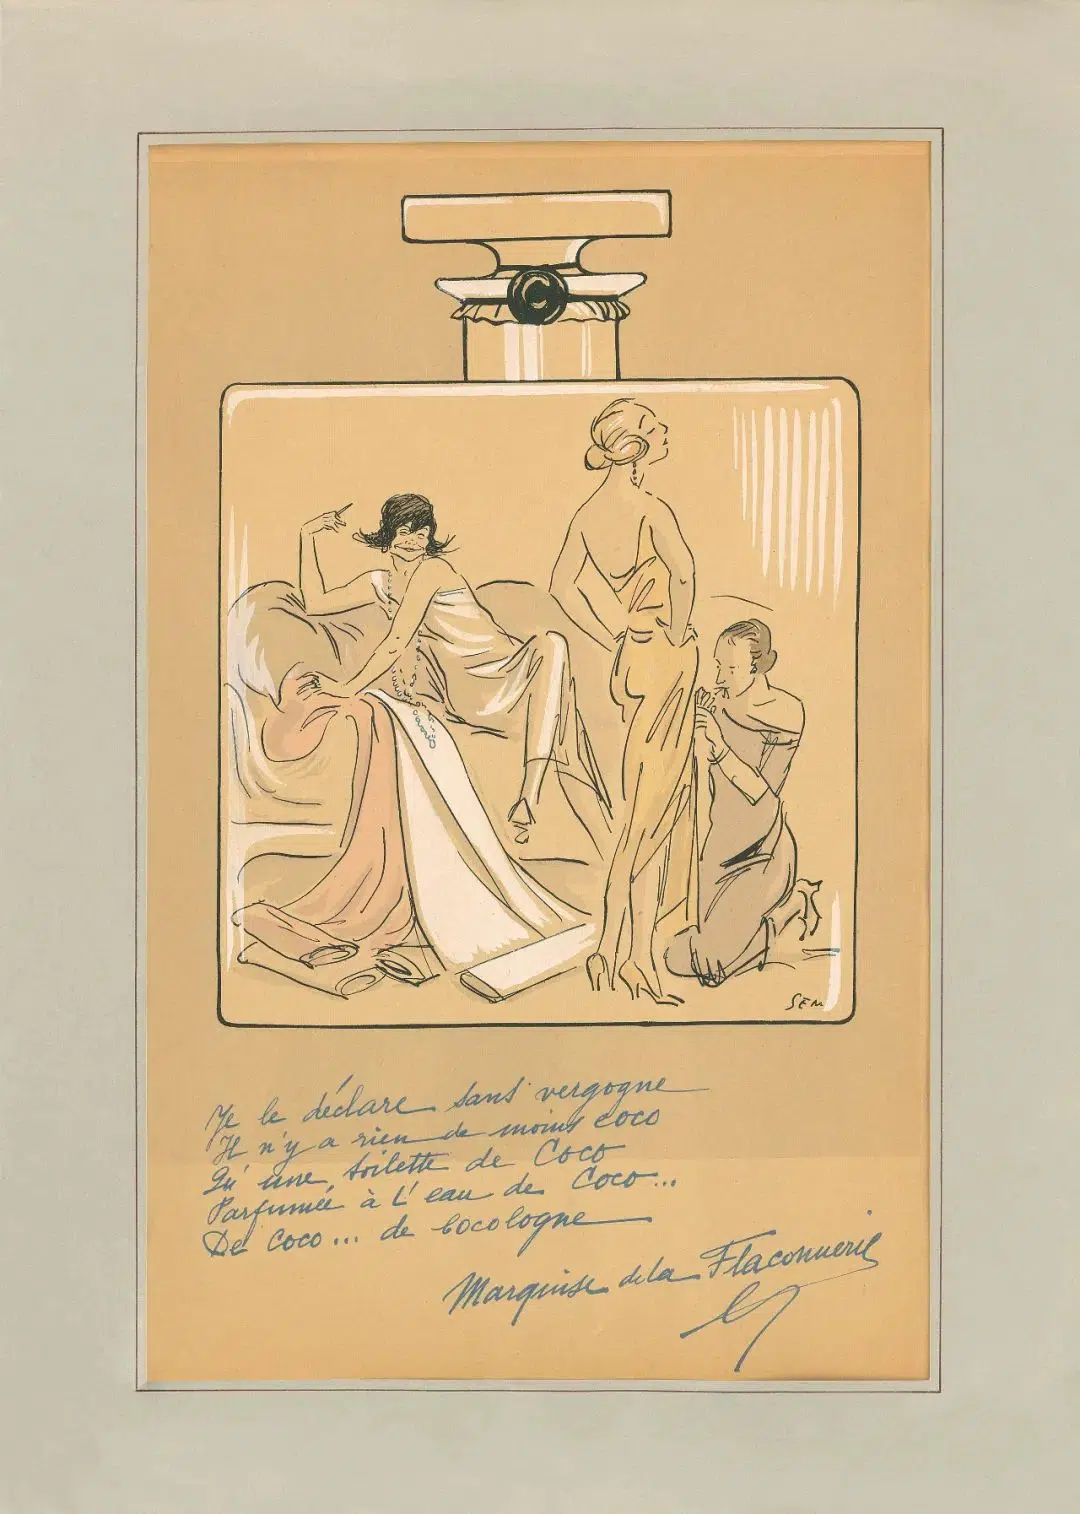 C
SEM
Je le déclare sans vergogne
Il n'y a rien de moins coco
Qu'une toilette de Coco
Parfumée à L'eau de Coco...
De Coco... de Cocologne
Marquise de la Flaconnerie